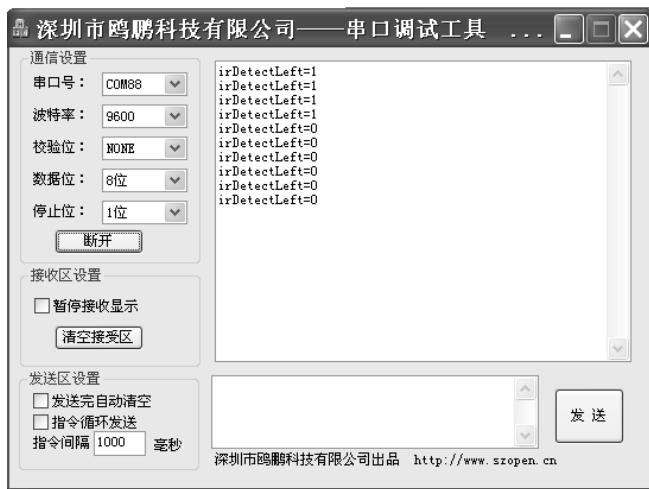 深圳市鸥鹏科技有限公司——串口调试工具 ...
通信设置
串口号： COM88
波特率： 9600
校验位： NONE
数据位： 8位
停止位： 1位
断开
irDetectLeft=1
irDetectLeft=1
irDetectLeft=1
irDetectLeft=1
irDetectLeft=0
irDetectLeft=0
irDetectLeft=0
irDetectLeft=0
irDetectLeft=0
irDetectLeft=0
接收区设置
暂停接收显示
清空接受区
发送区设置
发送完自动清空
指令循环发送
指令间隔 1000 毫秒
发 送
深圳市鸥鹏科技有限公司出品 http://www.szopen.cn